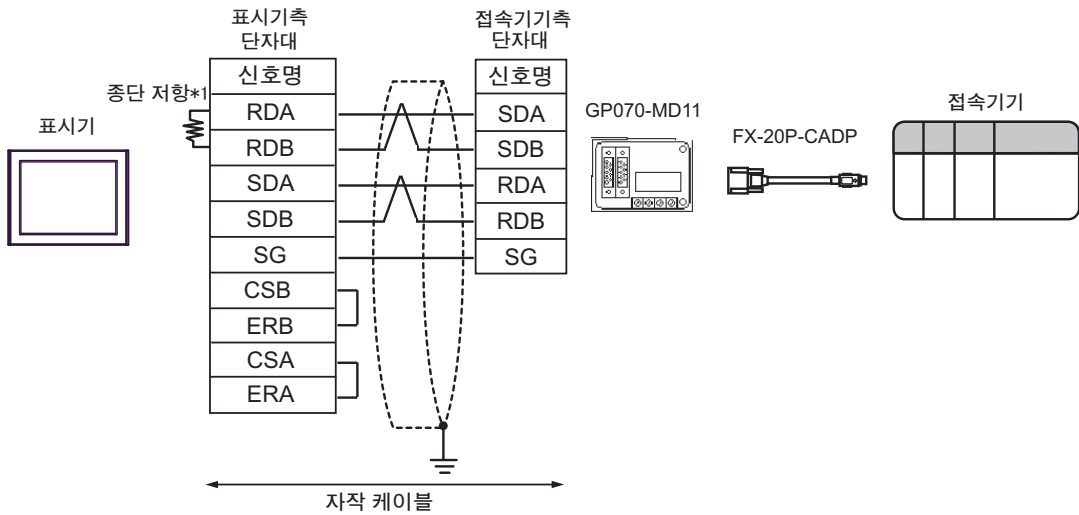 표시기측
단자대
접속기기측
단자대
신호명
신호명
종단 저항*1
RDA
SDA
GP070-MD11
접속기기
표시기
FX-20P-CADP
RDB
SDB
SDA
RDA
SDB
RDB
SG
SG
CSB
ERB
CSA
ERA
자작 케이블